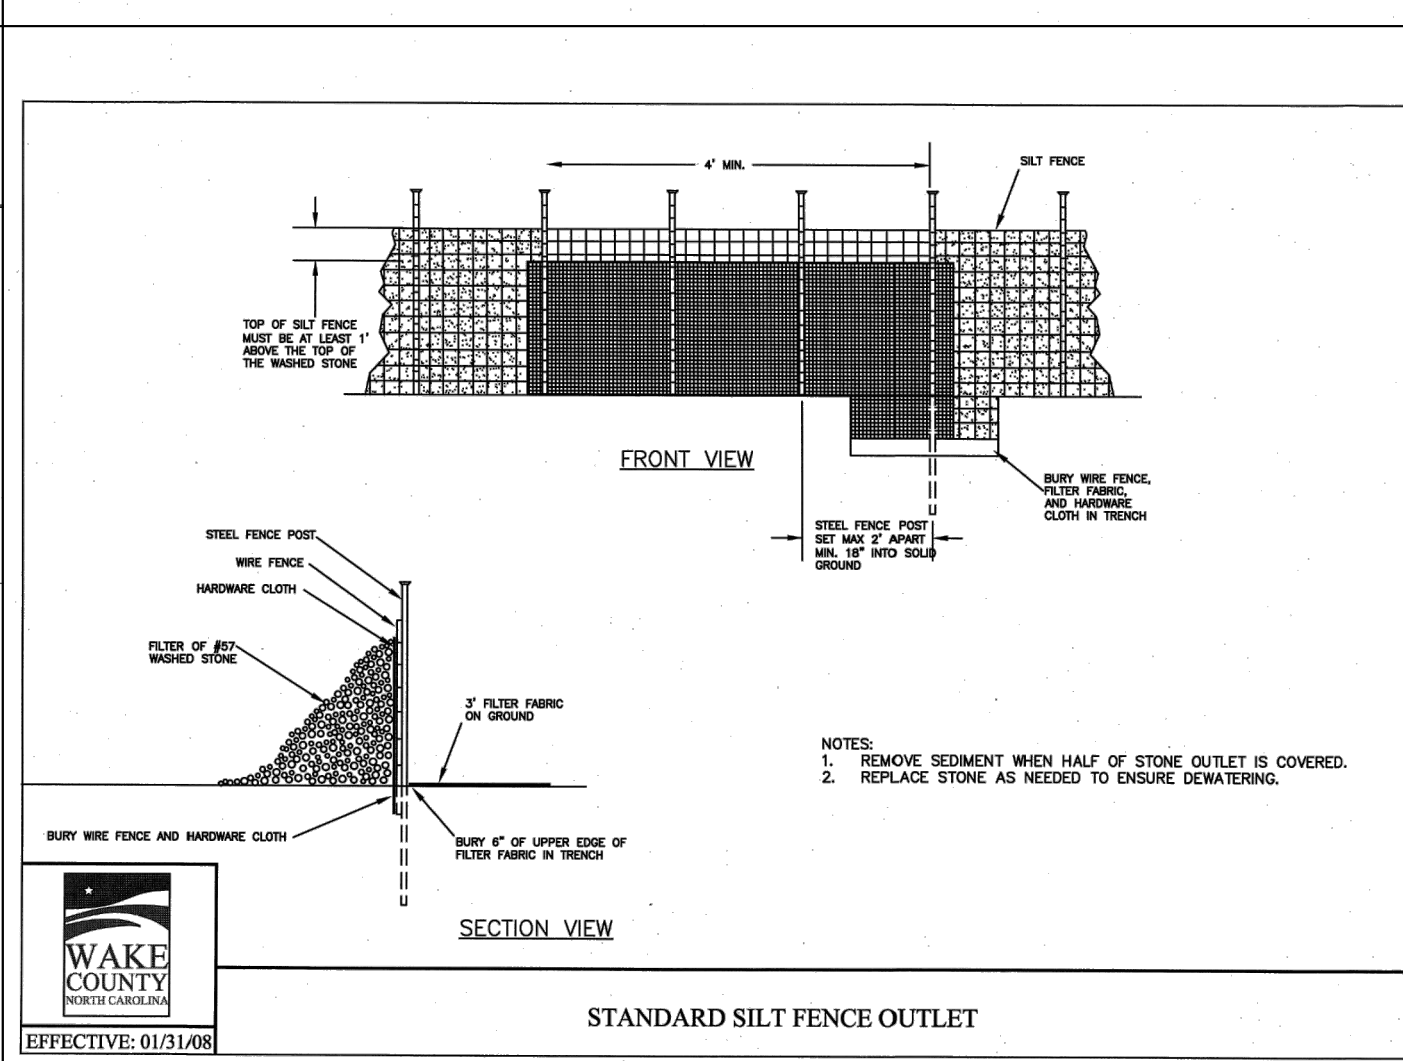 4' MIN.
SILT FENCE
TOP OF SILT FENCE
MUST BE AT LEAST 1'
ABOVE THE TOP OF
THE WASHED STONE
FRONT VIEW
BURY WIRE FENCE,
FILTER FABRIC,
AND HARDWARE
CLOTH IN TRENCH
STEEL FENCE POST
SET MAX 2' APART
MIN. 18" INTO SOLID
GROUND
STEEL FENCE POST
WIRE FENCE
HARDWARE CLOTH
FILTER OF #57
WASHED STONE
3' FILTER FABRIC
ON GROUND
BURY WIRE FENCE AND HARDWARE CLOTH
BURY 6" OF UPPER EDGE OF
FILTER FABRIC IN TRENCH
SECTION VIEW
NOTES:
1. REMOVE SEDIMENT WHEN HALF OF STONE OUTLET IS COVERED.
2. REPLACE STONE AS NEEDED TO ENSURE DEWATERING.
WAKE
COUNTY
NORTH CAROLINA
EFFECTIVE: 01/31/08
STANDARD SILT FENCE OUTLET